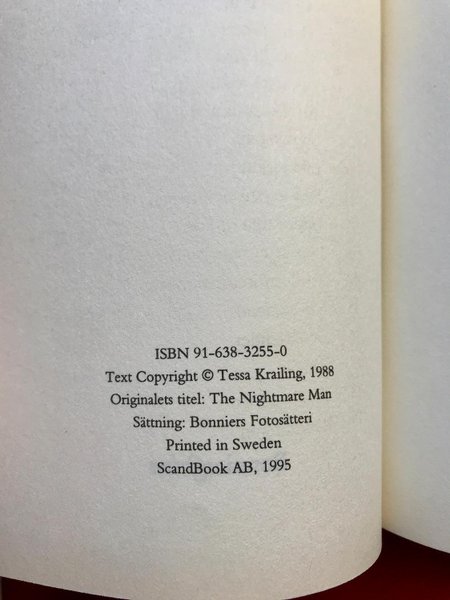 ISBN 91-638-3255-0
Text Copyright © Tessa Krailing, 1988
Originalets titel: The Nightmare Man
Sättning: Bonniers Fotosätteri
Printed in Sweden
ScandBook AB, 1995